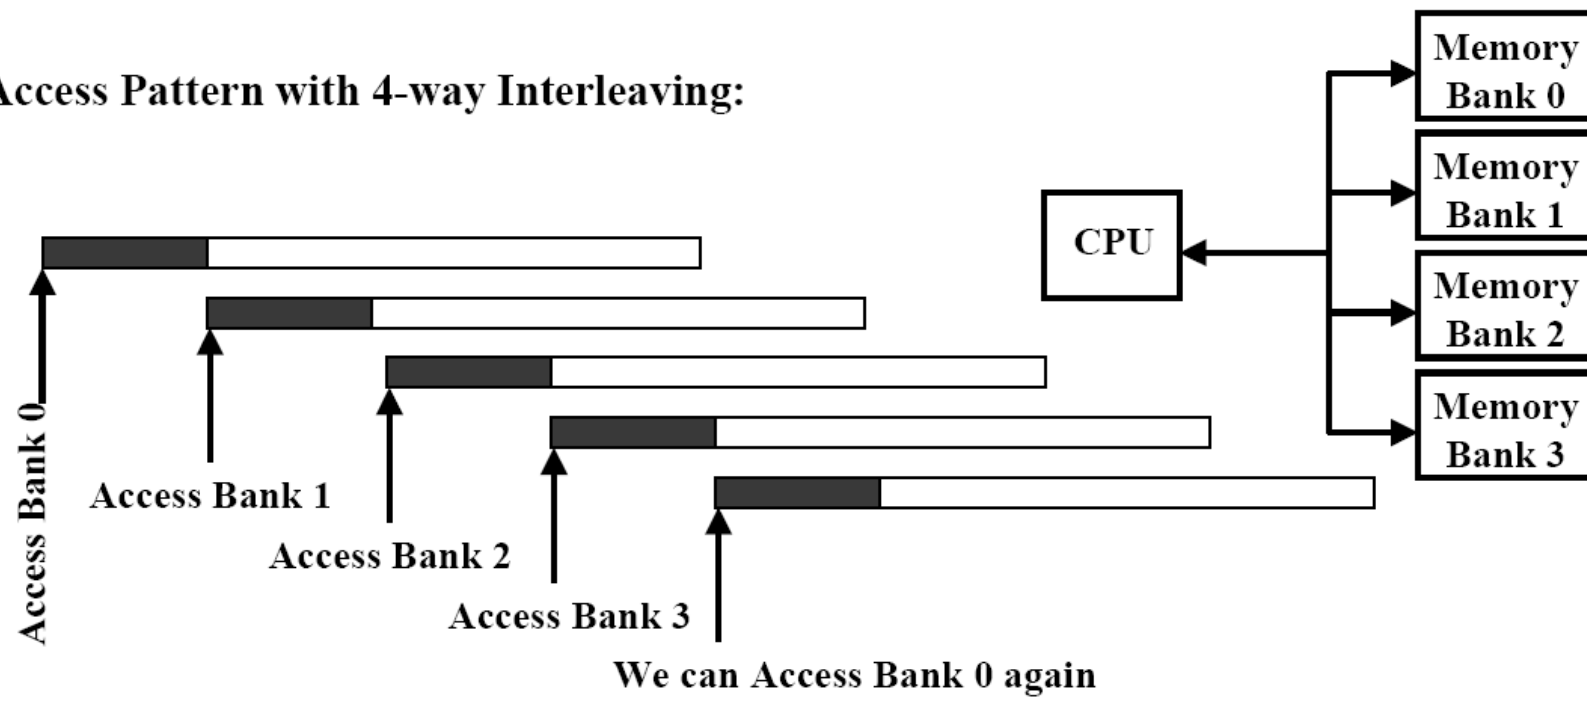 Access Pattern with 4-way Interleaving:
Memory
Bank 0
Memory
Bank 1
CPU
Memory
Bank 2
Memory
Bank 3
Access Bank 0
Access Bank 1
Access Bank 2
Access Bank 3
We can Access Bank 0 again